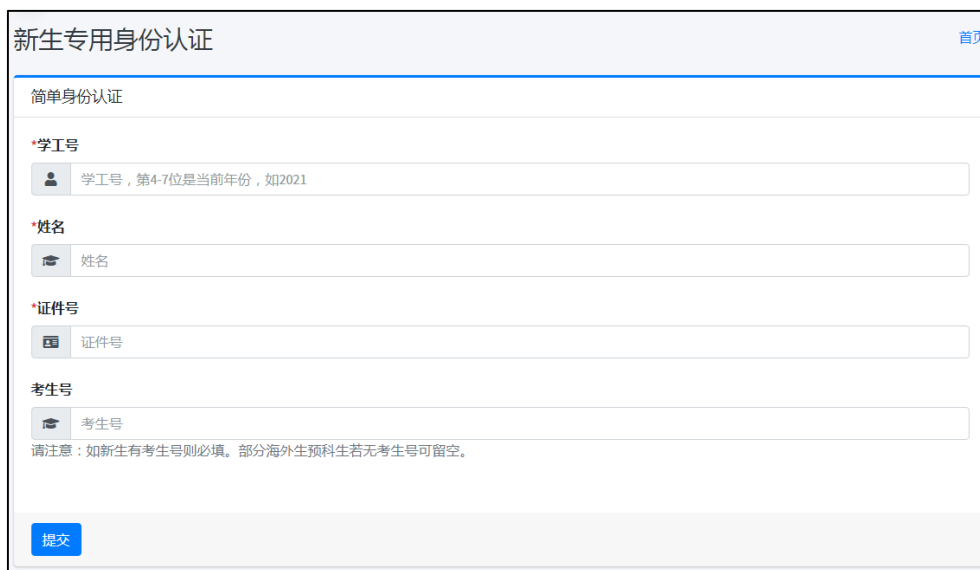 新生专用身份认证
首页
简单身份认证
*学工号
学工号，第4-7位是当前年份，如2021
*姓名
姓名
*证件号
证件号
考生号
考生号
请注意：如新生有考生号则必填。部分海外生预科生若无考生号可留空。
提交